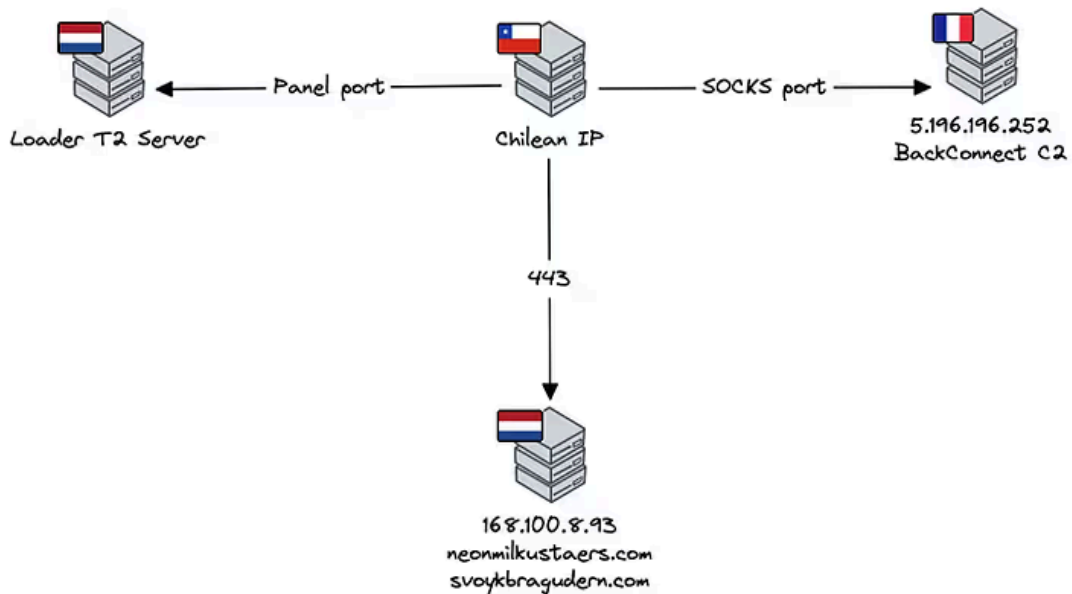 Panel port
SOCKS port
Loader T2 Server
Chilean IP
5.196.196.252
BackConnect C2
443
168.100.8.93
neonmilkustaers.com
svoykbragudern.com